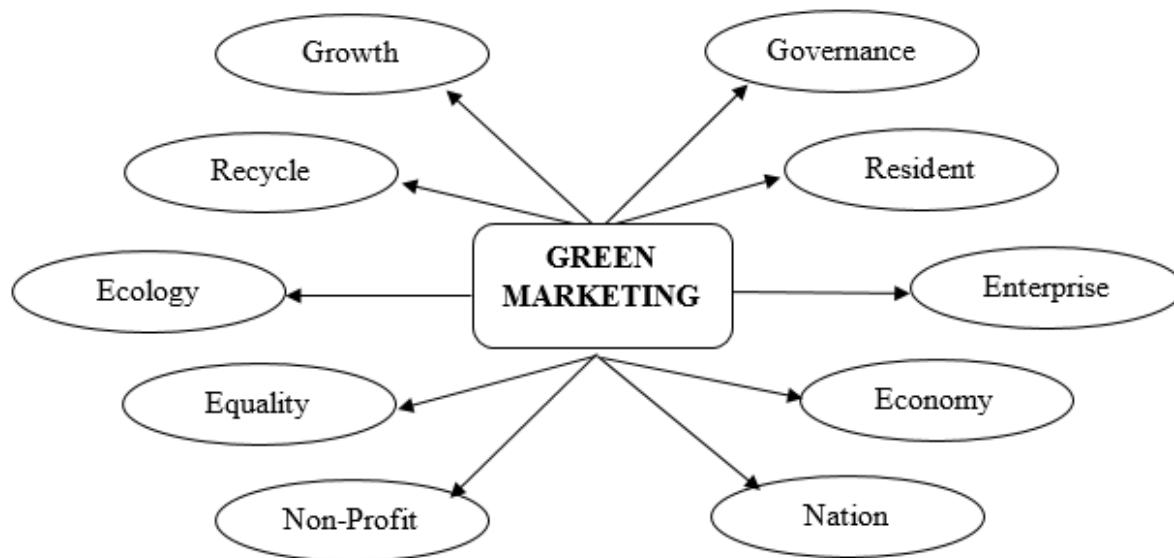 Growth
Governance
Recycle
Resident
GREEN
MARKETING
Ecology
Enterprise
Equality
Economy
Non-Profit
Nation